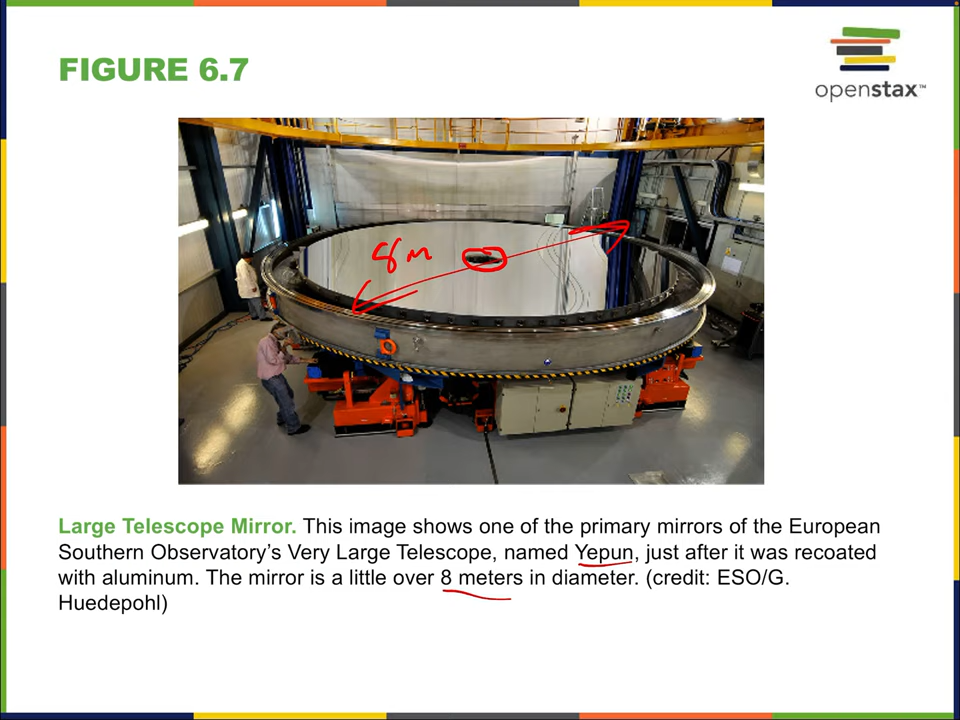 FIGURE 6.7
openstax™
8m
Large Telescope Mirror. This image shows one of the primary mirrors of the European
Southern Observatory’s Very Large Telescope, named Yepun, just after it was recoated
with aluminum. The mirror is a little over 8 meters in diameter. (credit: ESO/G.
Huedepohl)